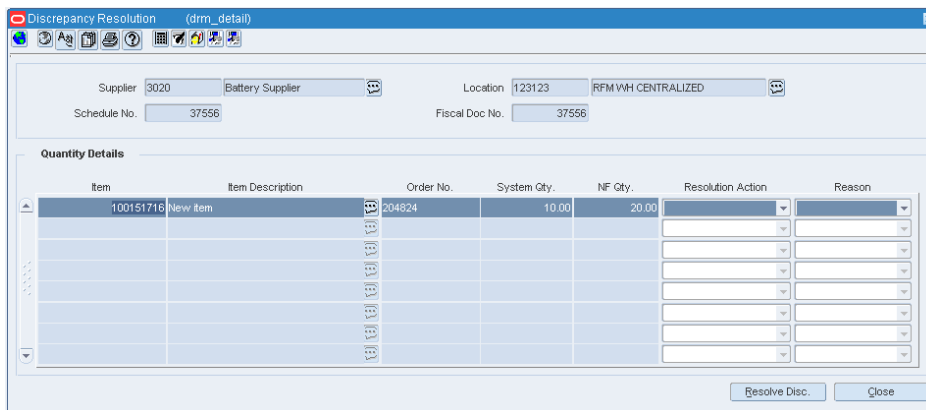 Discrepancy Resolution (drm_detail)
Supplier 3020 Battery Supplier Location 123123 RFM WH CENTRALIZED
Schedule No. 37556 Fiscal Doc No. 37556
Quantity Details
Item Item Description Order No. System Qty. NF Qty. Resolution Action Reason
100151716 New item 204824 10.00 20.00
Resolve Disc. Close